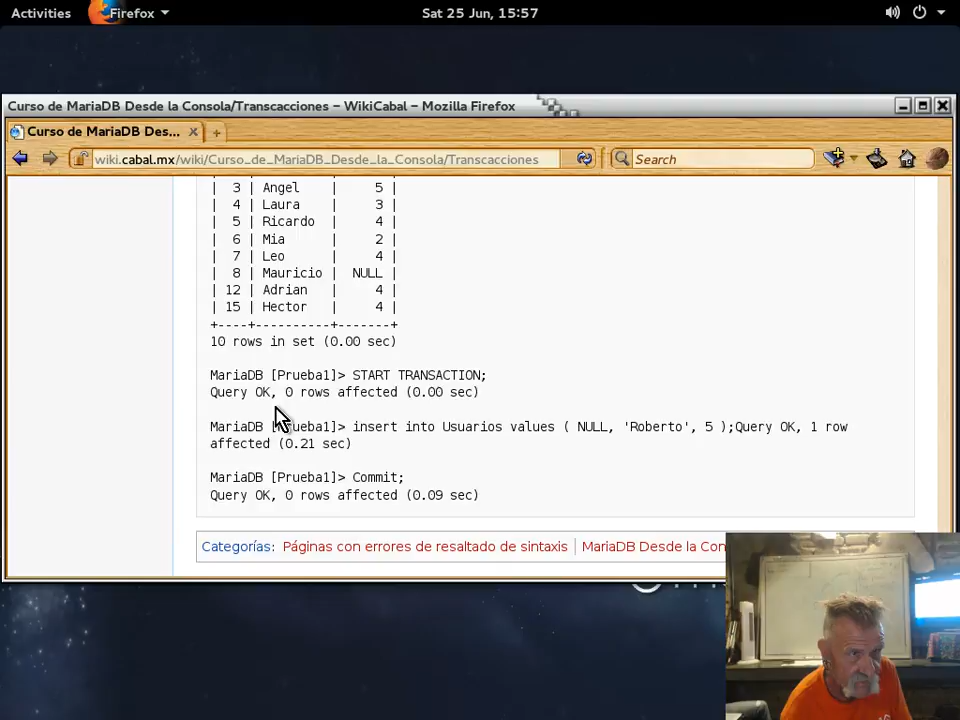 Activities Firefox Sat 25 Jun, 15:57
Curso de MariaDB Desde la Consola/Transcacciones – WikiCabal – Mozilla Firefox
Curso de MariaDB Des... × +
wiki.cabal.mx/wiki/Curso_de_MariaDB_Desde_la_Consola/Transcacciones Search
| 3 | Angel | 5 |
| 4 | Laura | 3 |
| 5 | Ricardo | 4 |
| 6 | Mia | 2 |
| 7 | Leo | 4 |
| 8 | Mauricio | NULL |
| 12 | Adrian | 4 |
| 15 | Hector | 4 |
+----+----------+-------+
10 rows in set (0.00 sec)
MariaDB [Prueba1]> START TRANSACTION;
Query OK, 0 rows affected (0.00 sec)
MariaDB [Prueba1]> insert into Usuarios values ( NULL, 'Roberto', 5 );Query OK, 1 row
affected (0.21 sec)
MariaDB [Prueba1]> Commit;
Query OK, 0 rows affected (0.09 sec)
Categorías: Páginas con errores de resaltado de sintaxis | MariaDB Desde la Con